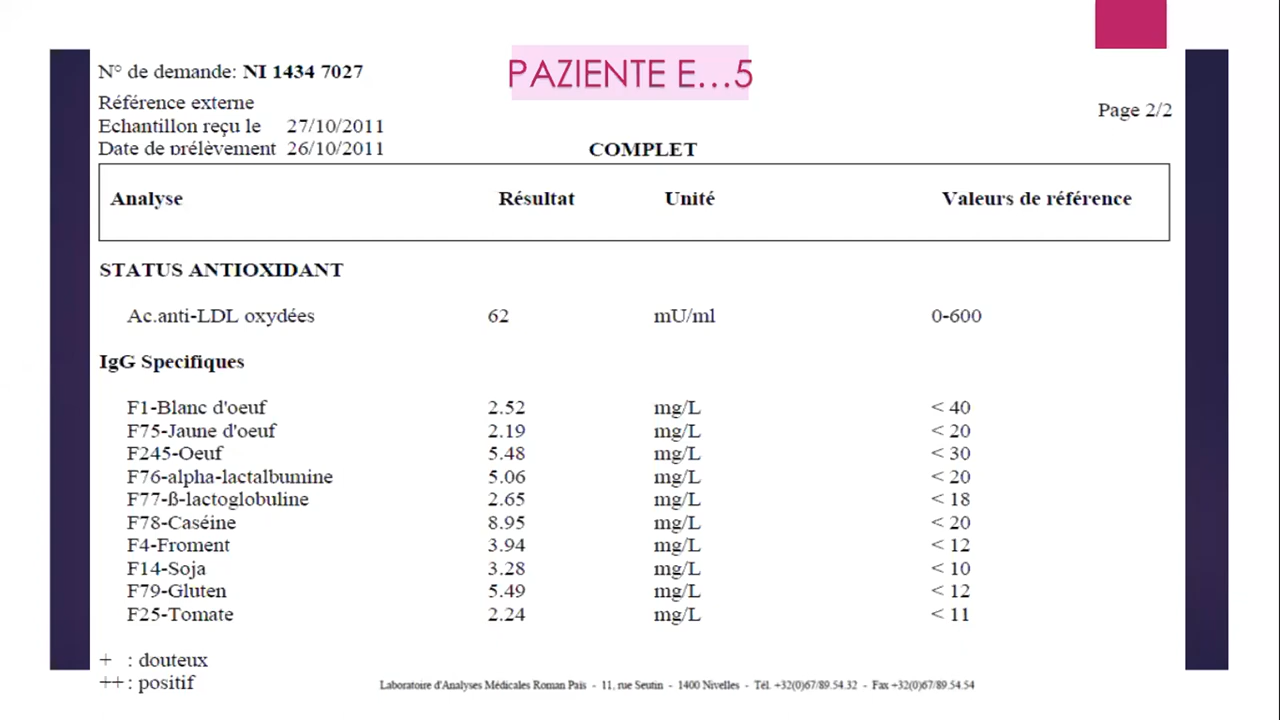 PAZIENTE E...5
N° de demande: NI 1434 7027
Référence externe
Echantillon reçu le 27/10/2011
Date de prélèvement 26/10/2011
Page 2/2
COMPLET
Analyse Résultat Unité Valeurs de référence
STATUS ANTIOXIDANT
Ac.anti-LDL oxydées 62 mU/ml 0-600
IgG Specifiques
F1-Blanc d'oeuf 2.52 mg/L < 40
F75-Jaune d'oeuf 2.19 mg/L < 20
F245-Oeuf 5.48 mg/L < 30
F76-alpha-lactalbumine 5.06 mg/L < 20
F77-ß-lactoglobuline 2.65 mg/L < 18
F78-Caséine 8.95 mg/L < 20
F4-Froment 3.94 mg/L < 12
F14-Soja 3.28 mg/L < 10
F79-Gluten 5.49 mg/L < 12
F25-Tomate 2.24 mg/L < 11
+ : douteux
++ : positif
Laboratoire d'Analyses Médicales Roman Païs - 11, rue Seutin - 1400 Nivelles - Tél. +32(0)67/89.54.32 - Fax +32(0)67/89.54.54